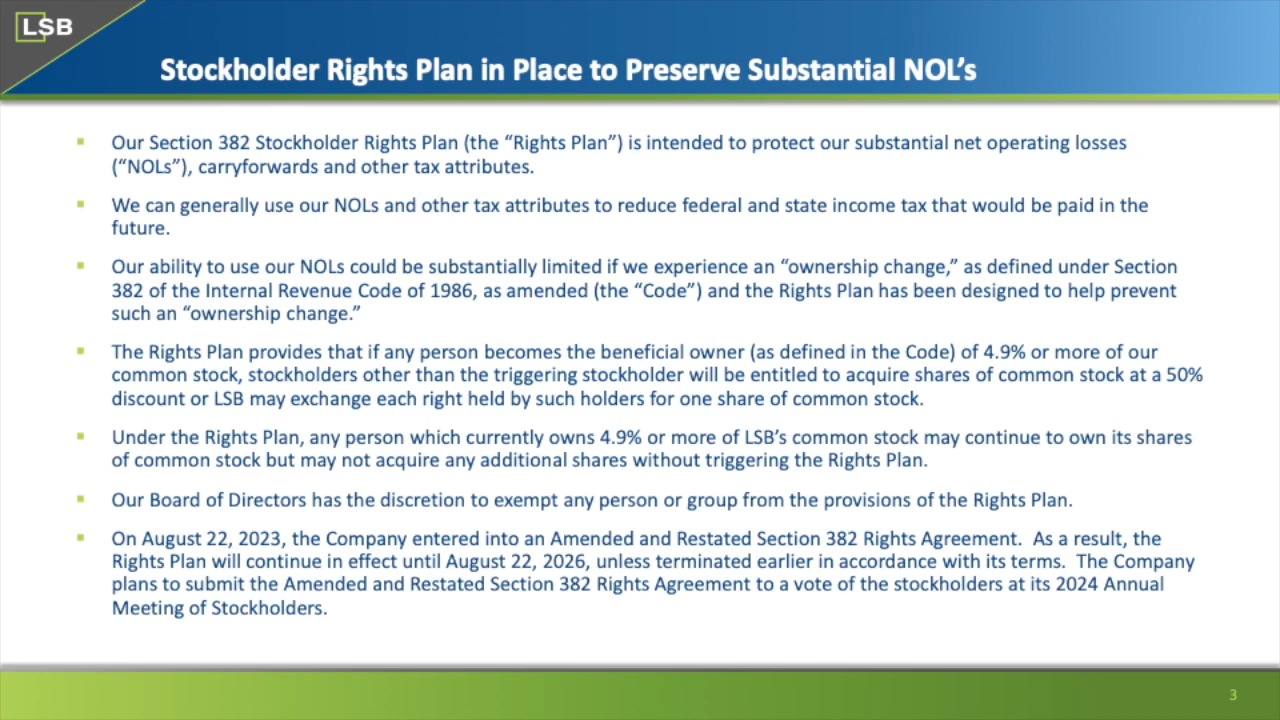 LSB
Stockholder Rights Plan in Place to Preserve Substantial NOL’s
▪ Our Section 382 Stockholder Rights Plan (the “Rights Plan”) is intended to protect our substantial net operating losses
(“NOLs”), carryforwards and other tax attributes.
▪ We can generally use our NOLs and other tax attributes to reduce federal and state income tax that would be paid in the
future.
▪ Our ability to use our NOLs could be substantially limited if we experience an “ownership change,” as defined under Section
382 of the Internal Revenue Code of 1986, as amended (the “Code”) and the Rights Plan has been designed to help prevent
such an “ownership change.”
▪ The Rights Plan provides that if any person becomes the beneficial owner (as defined in the Code) of 4.9% or more of our
common stock, stockholders other than the triggering stockholder will be entitled to acquire shares of common stock at a 50%
discount or LSB may exchange each right held by such holders for one share of common stock.
▪ Under the Rights Plan, any person which currently owns 4.9% or more of LSB’s common stock may continue to own its shares
of common stock but may not acquire any additional shares without triggering the Rights Plan.
▪ Our Board of Directors has the discretion to exempt any person or group from the provisions of the Rights Plan.
▪ On August 22, 2023, the Company entered into an Amended and Restated Section 382 Rights Agreement.  As a result, the
Rights Plan will continue in effect until August 22, 2026, unless terminated earlier in accordance with its terms.  The Company
plans to submit the Amended and Restated Section 382 Rights Agreement to a vote of the stockholders at its 2024 Annual
Meeting of Stockholders.
3